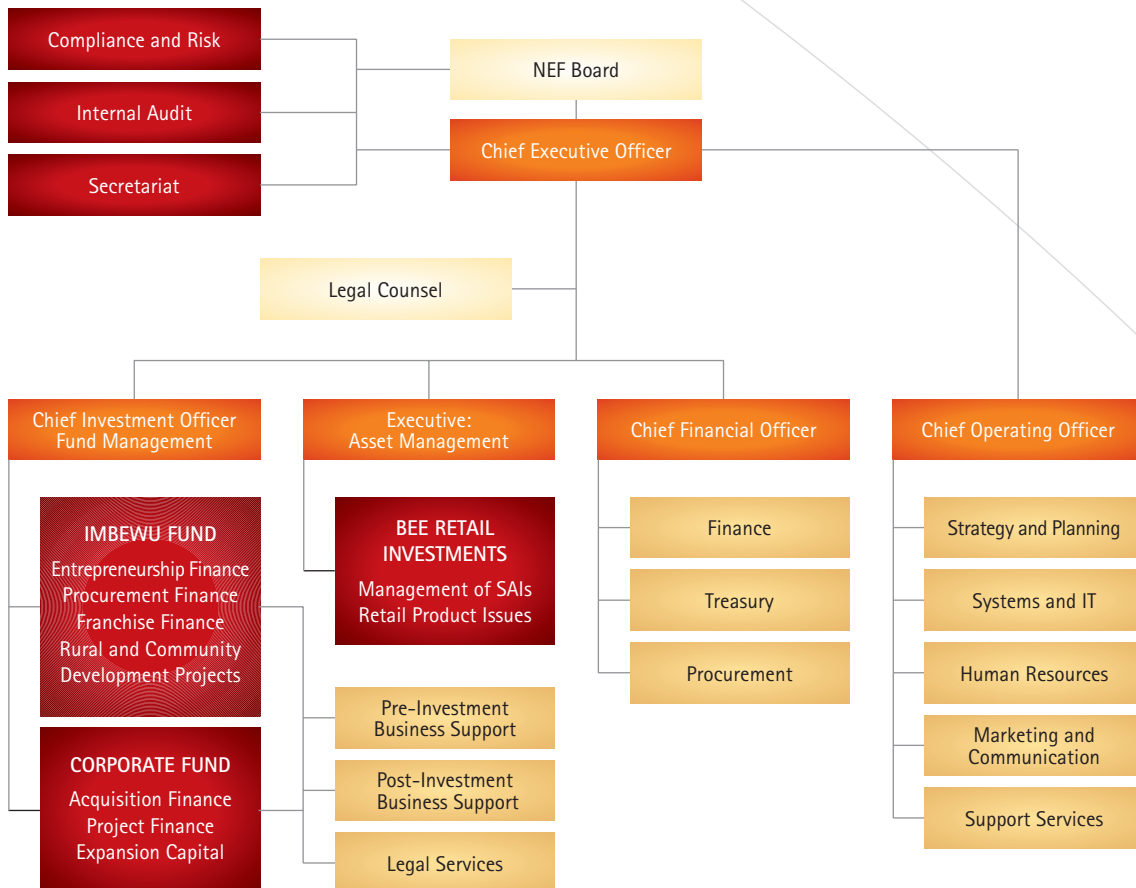 Compliance and Risk
Internal Audit
Secretariat
NEF Board
Chief Executive Officer
Legal Counsel
Chief Investment Officer
Fund Management
IMBEWU FUND
Entrepreneurship Finance
Procurement Finance
Franchise Finance
Rural and Community
Development Projects
CORPORATE FUND
Acquisition Finance
Project Finance
Expansion Capital
Executive:
Asset Management
BEE RETAIL
INVESTMENTS
Management of SAIs
Retail Product Issues
Pre-Investment
Business Support
Post-Investment
Business Support
Legal Services
Chief Financial Officer
Finance
Treasury
Procurement
Chief Operating Officer
Strategy and Planning
Systems and IT
Human Resources
Marketing and
Communication
Support Services